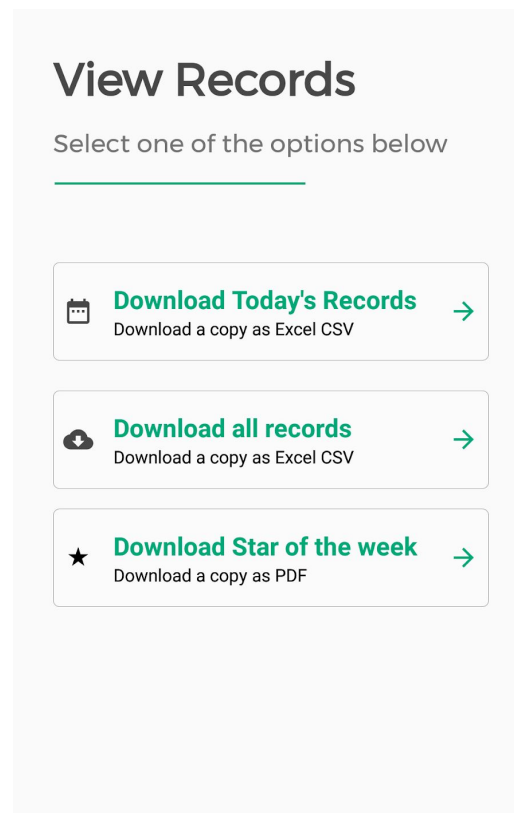 View Records
Select one of the options below
Download Today's Records
Download a copy as Excel CSV
Download all records
Download a copy as Excel CSV
Download Star of the week
Download a copy as PDF